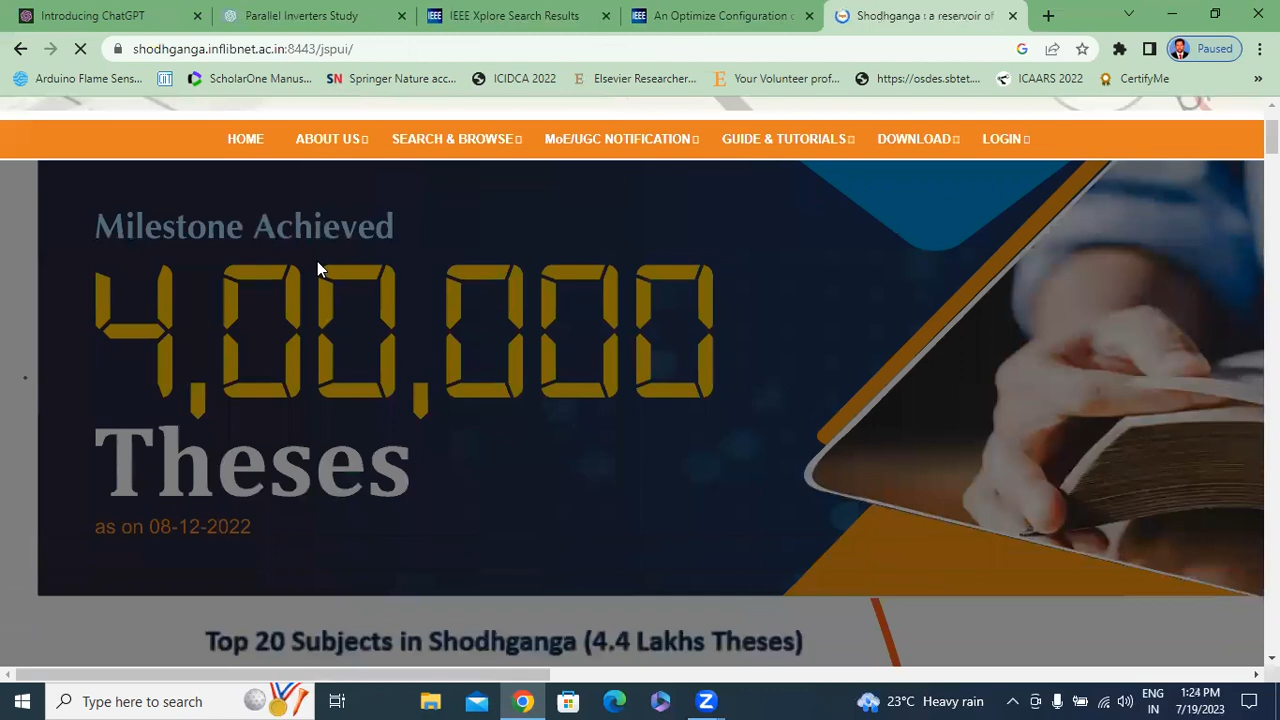 Introducing ChatGPT
Parallel Inverters Study
IEEE Xplore Search Results
An Optimize Configuration o
Shodhganga : a reservoir of
shodhganga.inflibnet.ac.in:8443/jspui/
Paused
Arduino Flame Sens...
ScholarOne Manus...
SN Springer Nature acc...
ICIDCA 2022
Elsevier Researcher...
Your Volunteer prof...
https://osdes.sbtet....
ICAARS 2022
CertifyMe
HOME
ABOUT US
SEARCH & BROWSE
MoE/UGC NOTIFICATION
GUIDE & TUTORIALS
DOWNLOAD
LOGIN
Milestone Achieved
4,00,000
Theses
as on 08-12-2022
Top 20 Subjects in Shodhganga (4.4 Lakhs Theses)
Type here to search
23°C Heavy rain
ENG
IN
1:24 PM
7/19/2023